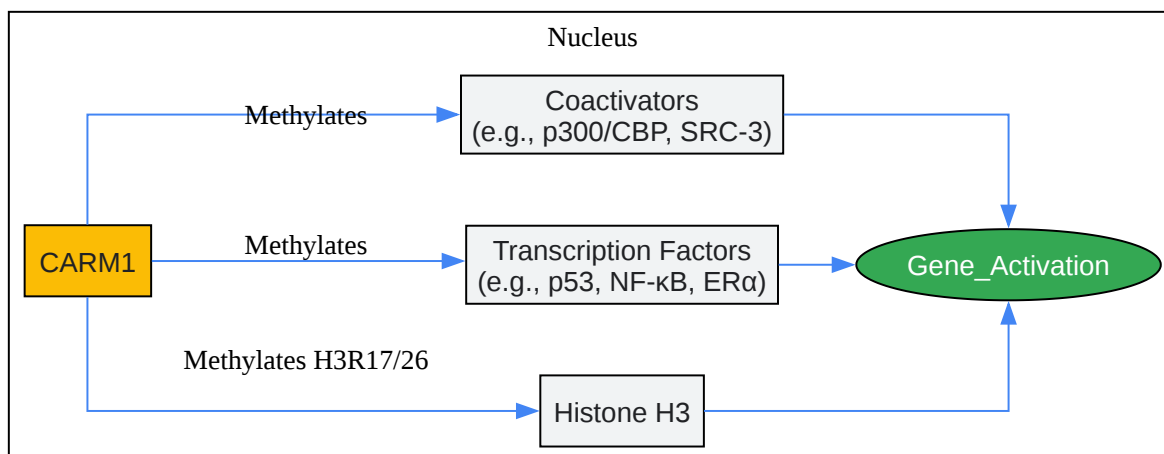 Nucleus
Methylates
Coactivators
(e.g., p300/CBP, SRC-3)
CARM1
Methylates
Transcription Factors
(e.g., p53, NF-κB, ERα)
Gene_Activation
Methylates H3R17/26
Histone H3